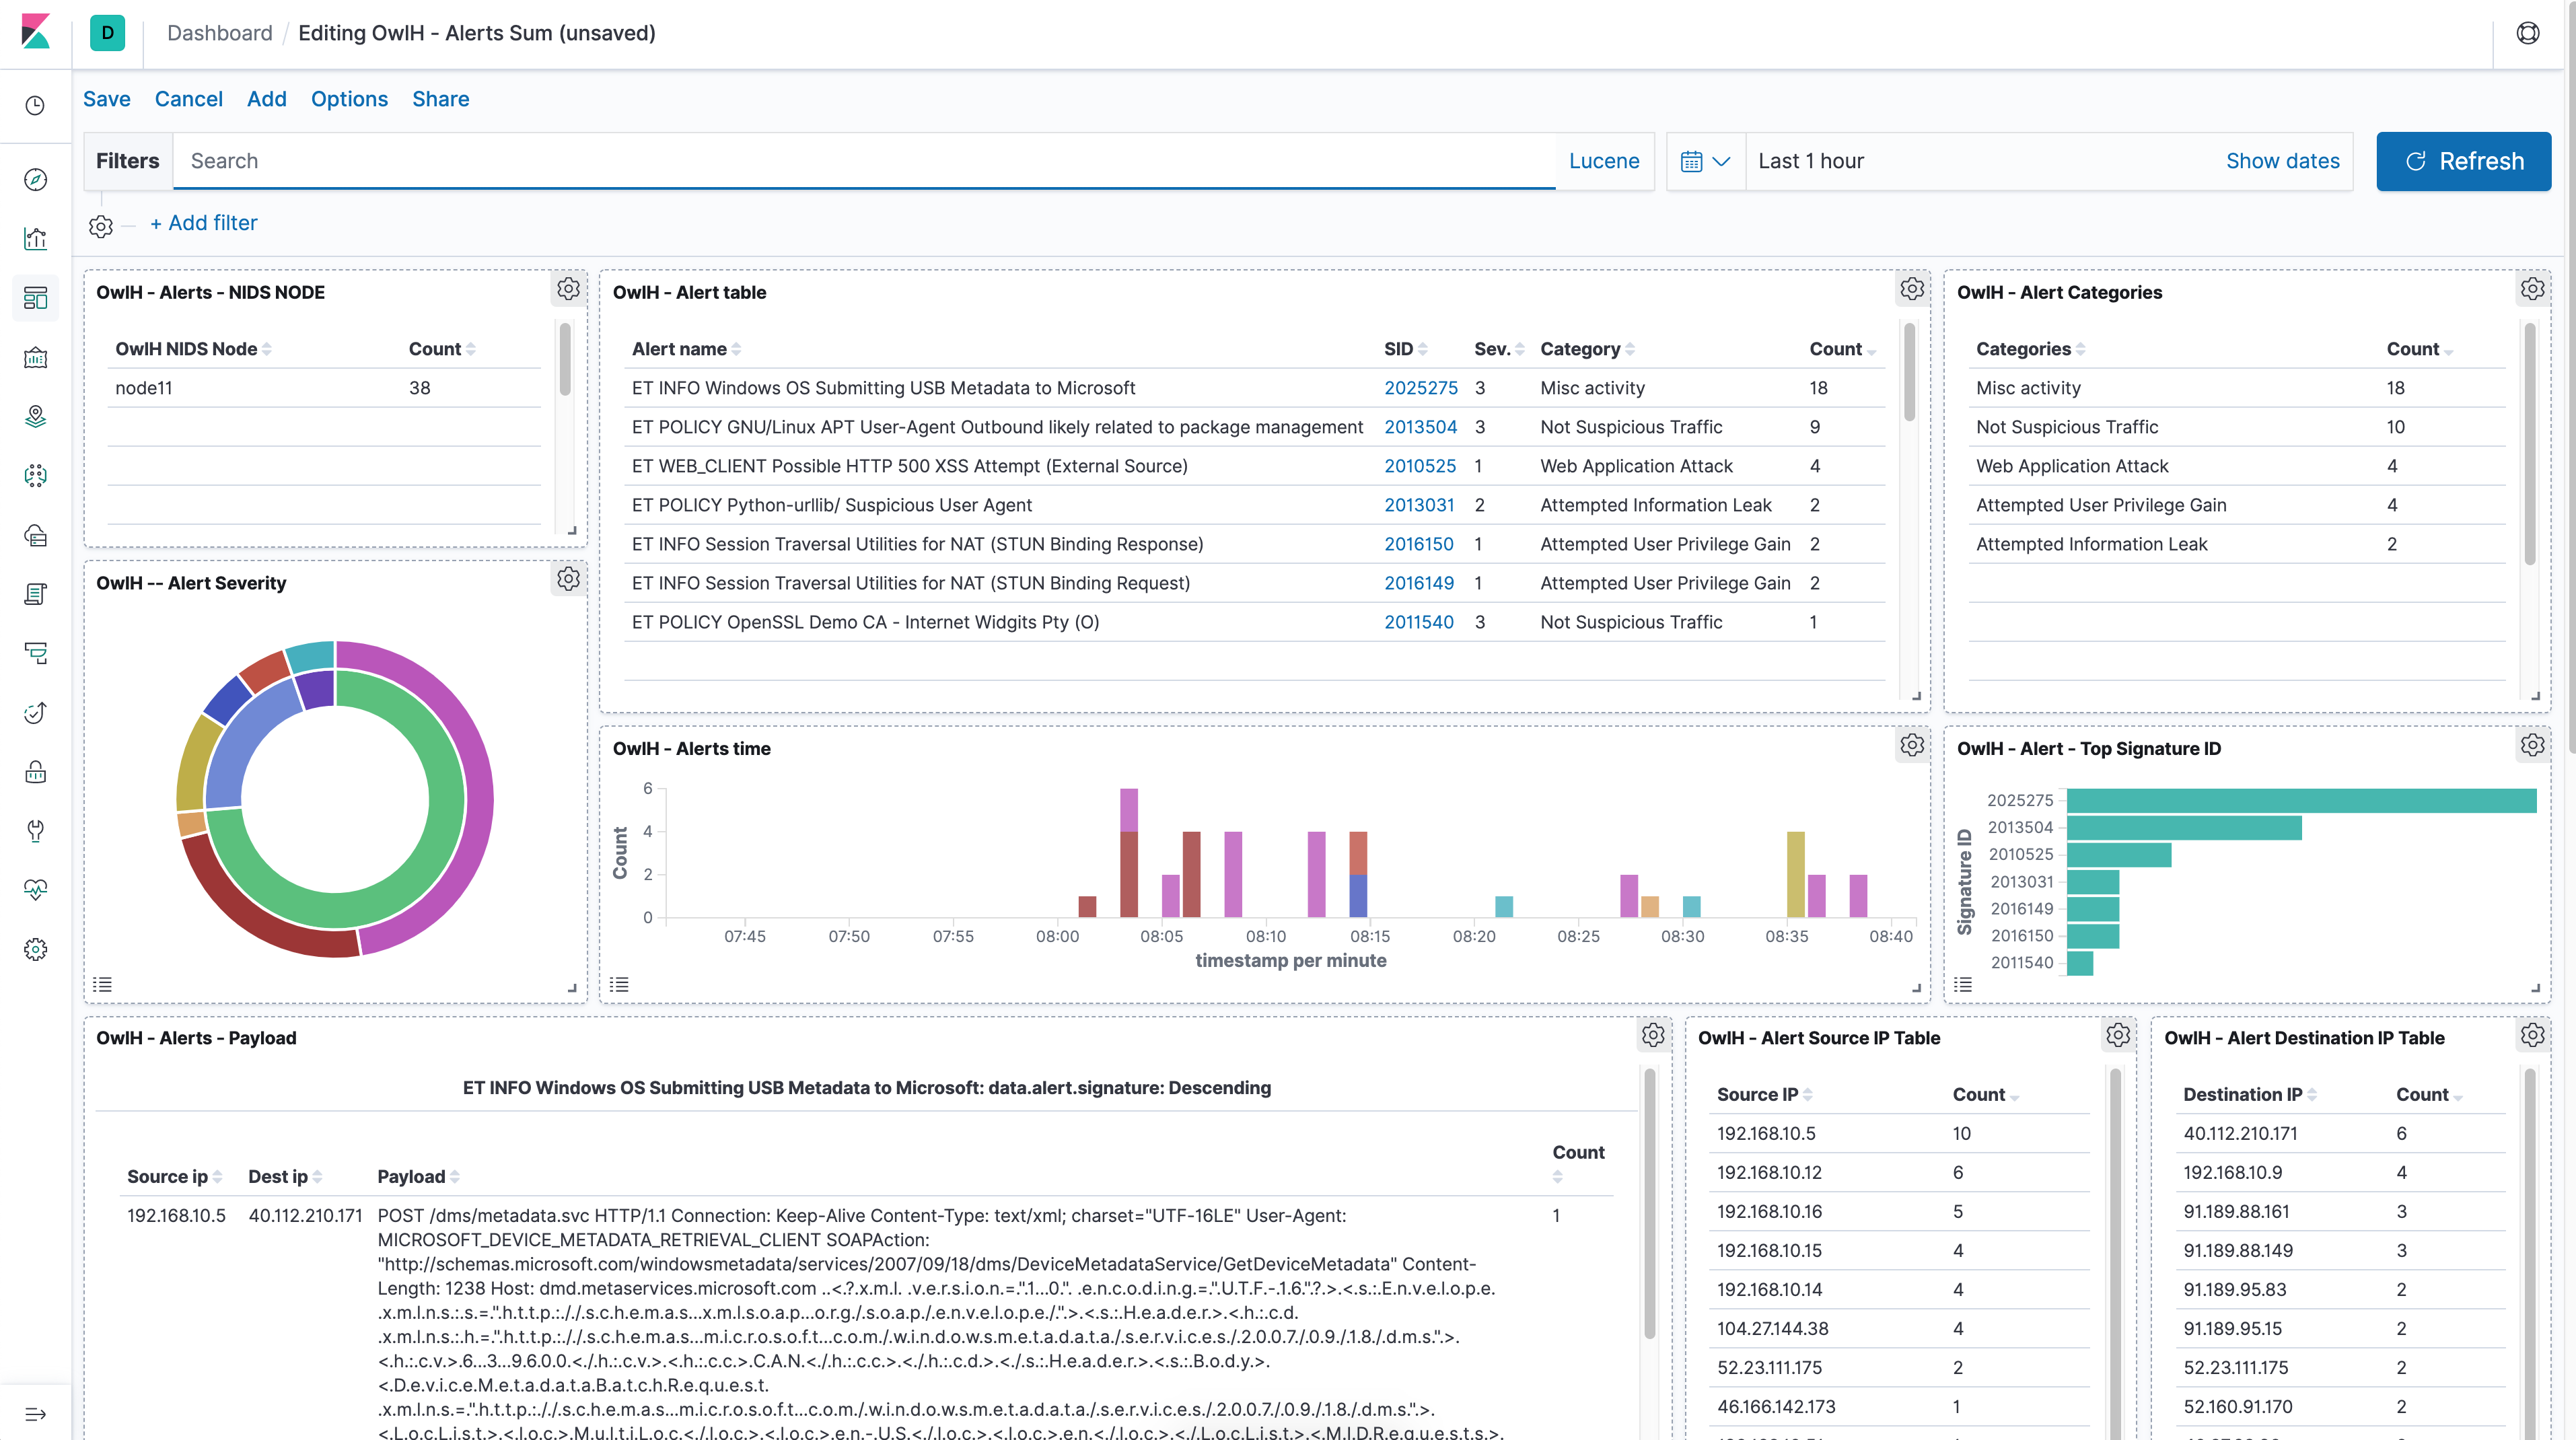 D
Dashboard / Editing OwlH - Alerts Sum (unsaved)
Save Cancel Add Options Share
Filters Search Lucene Last 1 hour Show dates Refresh
+ Add filter
OwlH - Alerts - NIDS NODE
OwlH NIDS Node Count
node11 38
OwlH - Alert table
Alert name SID Sev. Category Count
ET INFO Windows OS Submitting USB Metadata to Microsoft 2025275 3 Misc activity 18
ET POLICY GNU/Linux APT User-Agent Outbound likely related to package management 2013504 3 Not Suspicious Traffic 9
ET WEB_CLIENT Possible HTTP 500 XSS Attempt (External Source) 2010525 1 Web Application Attack 4
ET POLICY Python-urllib/ Suspicious User Agent 2013031 2 Attempted Information Leak 2
ET INFO Session Traversal Utilities for NAT (STUN Binding Response) 2016150 1 Attempted User Privilege Gain 2
ET INFO Session Traversal Utilities for NAT (STUN Binding Request) 2016149 1 Attempted User Privilege Gain 2
ET POLICY OpenSSL Demo CA - Internet Widgits Pty (O) 2011540 3 Not Suspicious Traffic 1
OwlH - Alert Categories
Categories Count
Misc activity 18
Not Suspicious Traffic 10
Web Application Attack 4
Attempted User Privilege Gain 4
Attempted Information Leak 2
OwlH -- Alert Severity
OwlH - Alerts time
Count
6
4
2
0
07:45 07:50 07:55 08:00 08:05 08:10 08:15 08:20 08:25 08:30 08:35 08:40
timestamp per minute
OwlH - Alert - Top Signature ID
Signature ID
2025275
2013504
2010525
2013031
2016149
2016150
2011540
OwlH - Alerts - Payload
ET INFO Windows OS Submitting USB Metadata to Microsoft: data.alert.signature: Descending
Source ip Dest ip Payload Count
192.168.10.5 40.112.210.171 POST /dms/metadata.svc HTTP/1.1 Connection: Keep-Alive Content-Type: text/xml; charset="UTF-16LE" User-Agent: 1
MICROSOFT_DEVICE_METADATA_RETRIEVAL_CLIENT SOAPAction:
"http://schemas.microsoft.com/windowsmetadata/services/2007/09/18/dms/DeviceMetadataService/GetDeviceMetadata" Content-
Length: 1238 Host: dmd.metaservices.microsoft.com ..<.?.x.m.l. .v.e.r.s.i.o.n.=.".1...0.". .e.n.c.o.d.i.n.g.=.".U.T.F.-.1.6.".?.>.<.s.:.E.n.v.e.l.o.p.e.
.x.m.l.n.s.:.s.=.".h.t.t.p.:././.s.c.h.e.m.a.s...x.m.l.s.o.a.p...o.r.g./.s.o.a.p./.e.n.v.e.l.o.p.e./.".>.<.s.:.H.e.a.d.e.r.>.<.h.:.c.d.
.x.m.l.n.s.:.h.=.".h.t.t.p.:././.s.c.h.e.m.a.s...m.i.c.r.o.s.o.f.t...c.o.m./.w.i.n.d.o.w.s.m.e.t.a.d.a.t.a./.s.e.r.v.i.c.e.s./.2.0.0.7./.0.9./.1.8./.d.m.s.".>.
<.h.:.c.v.>.6...3...9.6.0.0.<./.h.:.c.v.>.<.h.:.c.c.>.C.A.N.<./.h.:.c.c.>.<./.h.:.c.d.>.<./.s.:.H.e.a.d.e.r.>.<.s.:.B.o.d.y.>.
<.D.e.v.i.c.e.M.e.t.a.d.a.t.a.B.a.t.c.h.R.e.q.u.e.s.t.
.x.m.l.n.s.=.".h.t.t.p.:././.s.c.h.e.m.a.s...m.i.c.r.o.s.o.f.t...c.o.m./.w.i.n.d.o.w.s.m.e.t.a.d.a.t.a./.s.e.r.v.i.c.e.s./.2.0.0.7./.0.9./.1.8./.d.m.s.".>.
<.L.o.c.L.i.s.t.>.<.l.o.c.>.M.u.l.t.i.L.o.c.<./.l.o.c.>.<.l.o.c.>.e.n.-.U.S.<./.l.o.c.>.<.l.o.c.>.e.n.<./.l.o.c.>.<./.L.o.c.L.i.s.t.>.<.M.I.D.R.e.q.u.e.s.t.s.>.
OwlH - Alert Source IP Table
Source IP Count
192.168.10.5 10
192.168.10.12 6
192.168.10.16 5
192.168.10.15 4
192.168.10.14 4
104.27.144.38 4
52.23.111.175 2
46.166.142.173 1
OwlH - Alert Destination IP Table
Destination IP Count
40.112.210.171 6
192.168.10.9 4
91.189.88.161 3
91.189.88.149 3
91.189.95.83 2
91.189.95.15 2
52.23.111.175 2
52.160.91.170 2